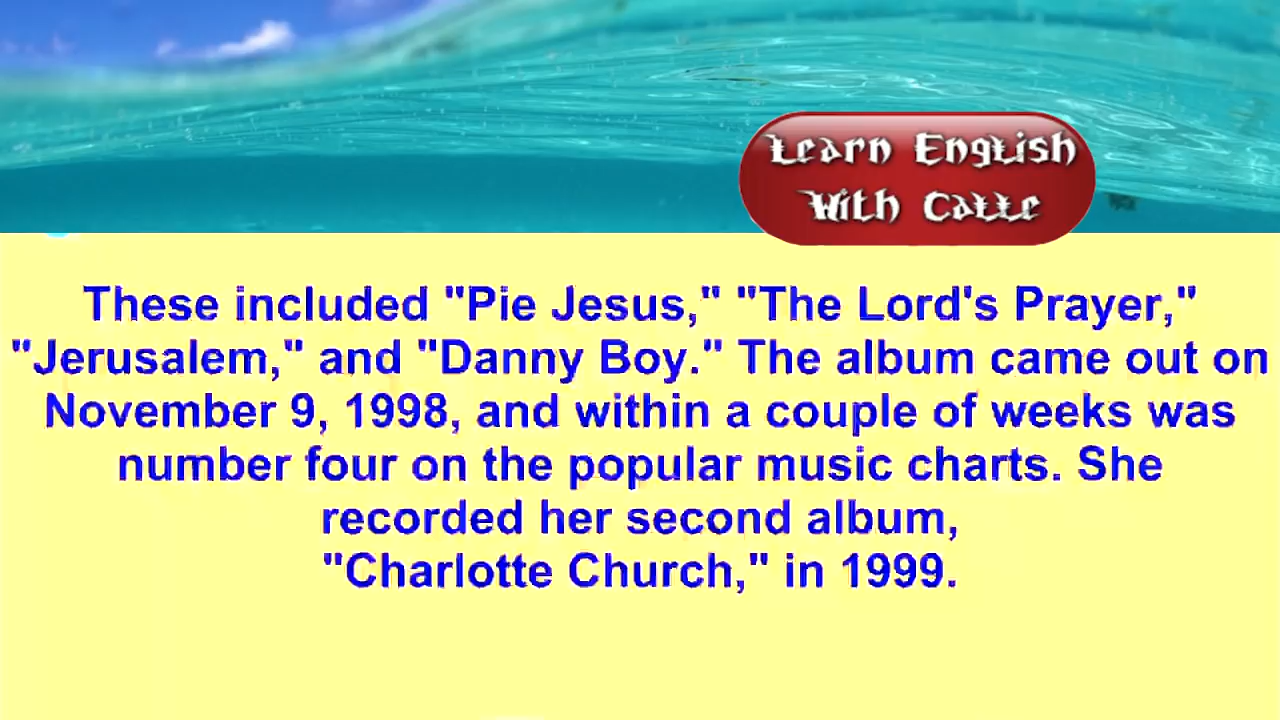 Learn English
With Calle
These included "Pie Jesus," "The Lord's Prayer,"
"Jerusalem," and "Danny Boy." The album came out on
November 9, 1998, and within a couple of weeks was
number four on the popular music charts. She
recorded her second album,
"Charlotte Church," in 1999.